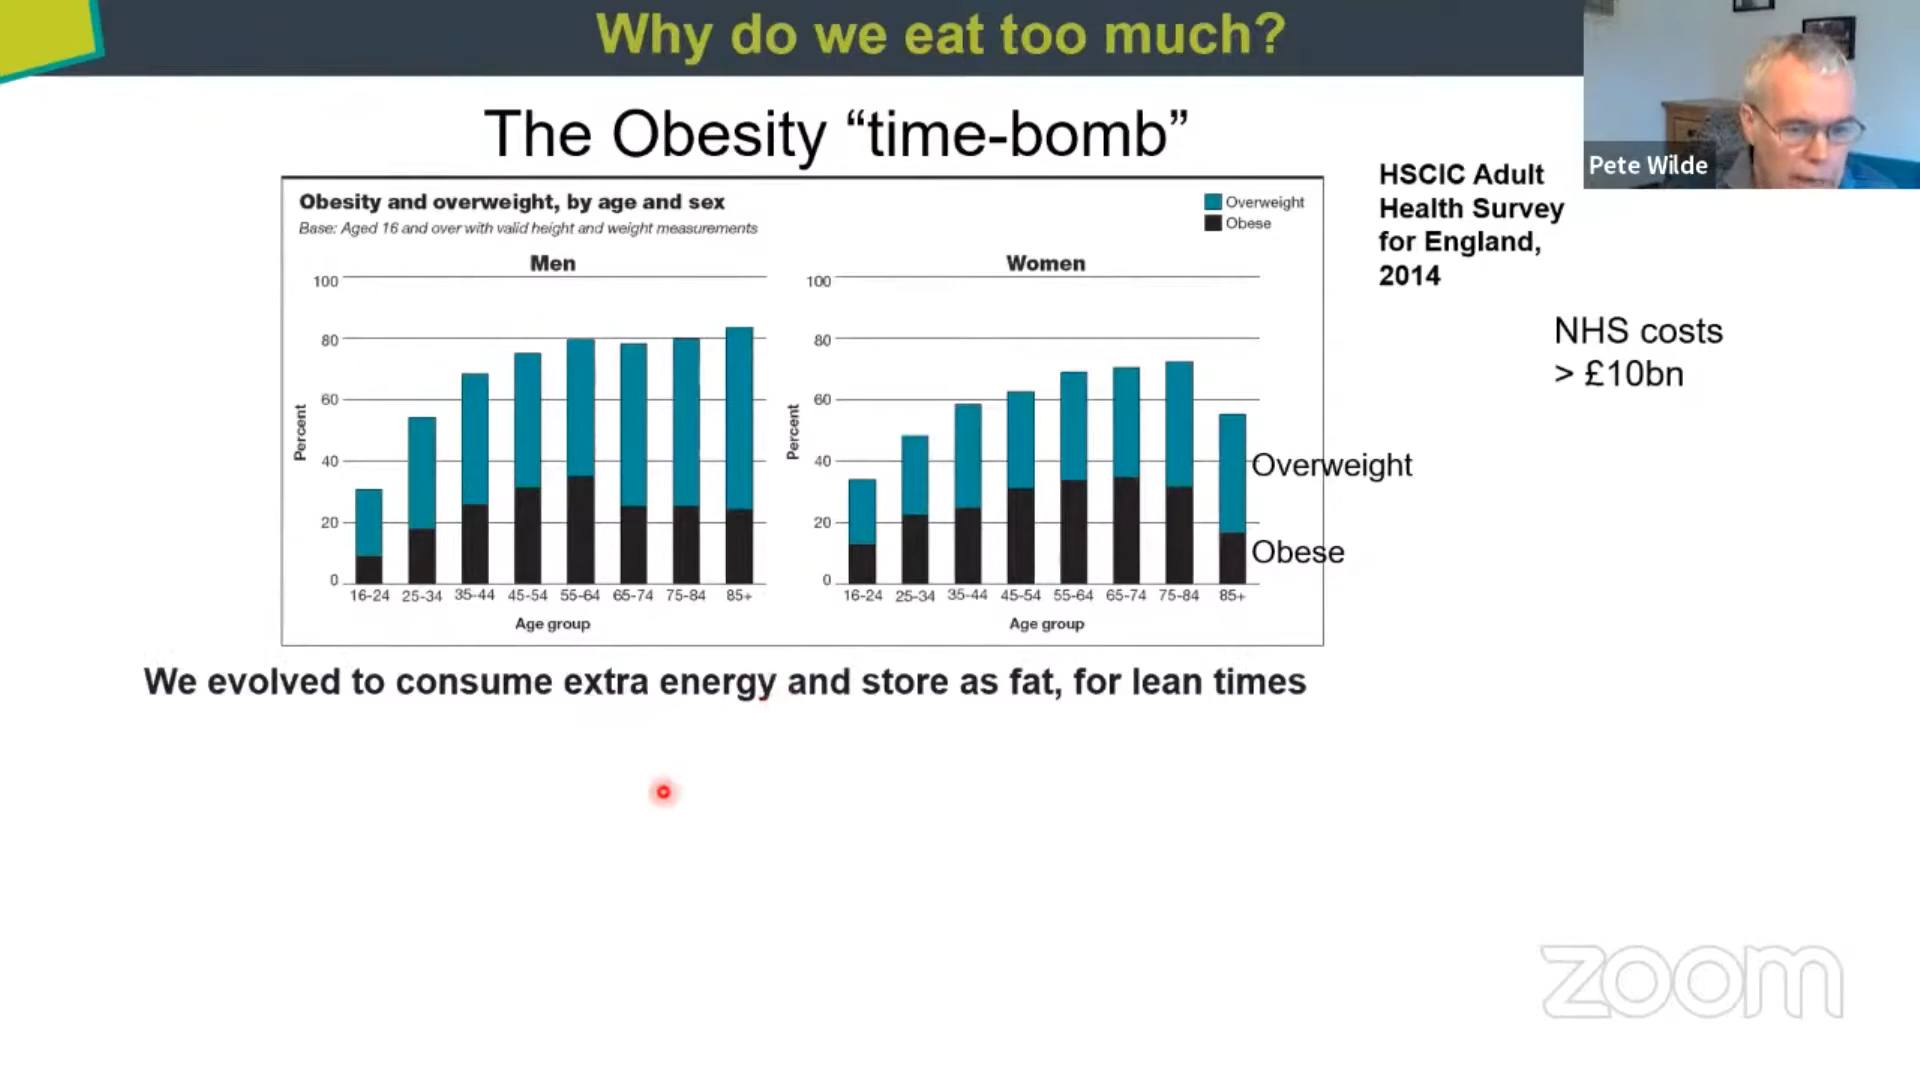 Why do we eat too much?
Pete Wilde
The Obesity “time-bomb”
HSCIC Adult
Health Survey
for England,
2014
NHS costs
> £10bn
Obesity and overweight, by age and sex
Base: Aged 16 and over with valid height and weight measurements
Overweight
Obese
Men
100
80
60
40
20
0
Percent
16-24 25-34 35-44 45-54 55-64 65-74 75-84 85+
Age group
Women
100
80
60
40
20
0
Percent
16-24 25-34 35-44 45-54 55-64 65-74 75-84 85+
Age group
Overweight
Obese
We evolved to consume extra energy and store as fat, for lean times
zoom